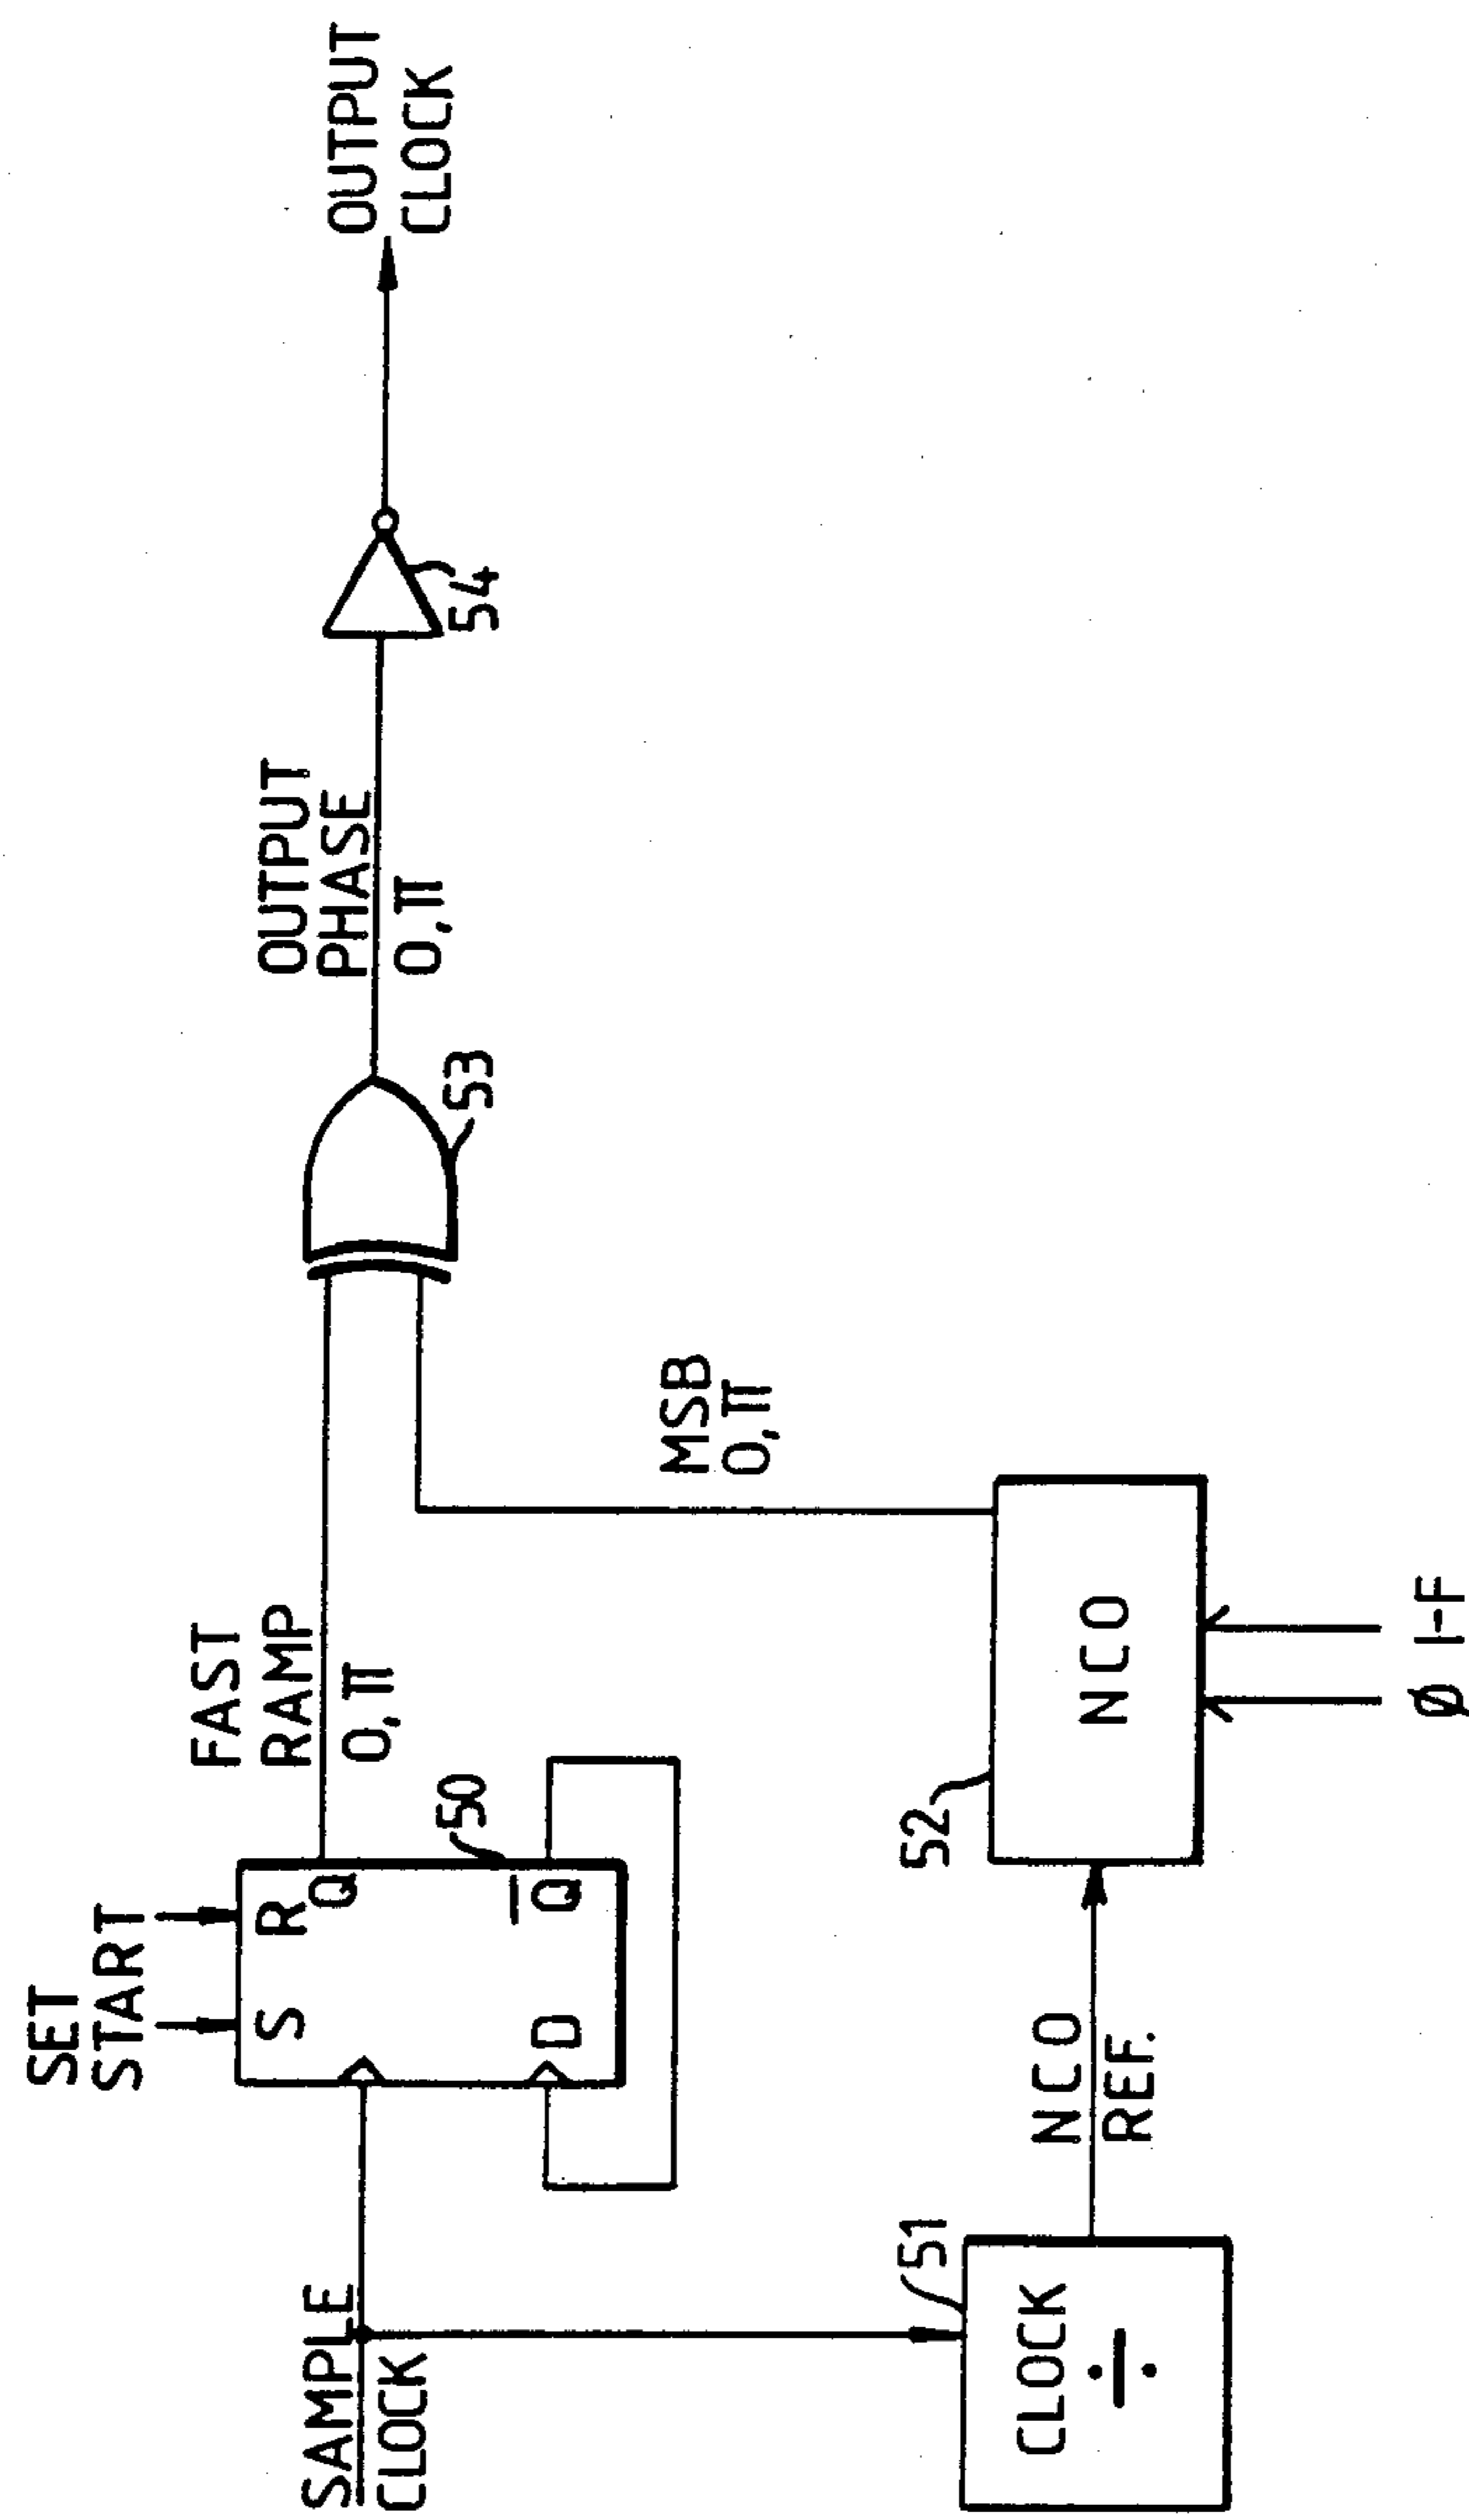 SET
START
S
R
Q
D
Q̅
50
FAST
RAMP
0,π
SAMPLE
CLOCK
CLOCK
÷
51
NCO
REF.
52
NCO
Ø 1-F
MSB
0,π
53
OUTPUT
PHASE
0,π
54
OUTPUT
CLOCK